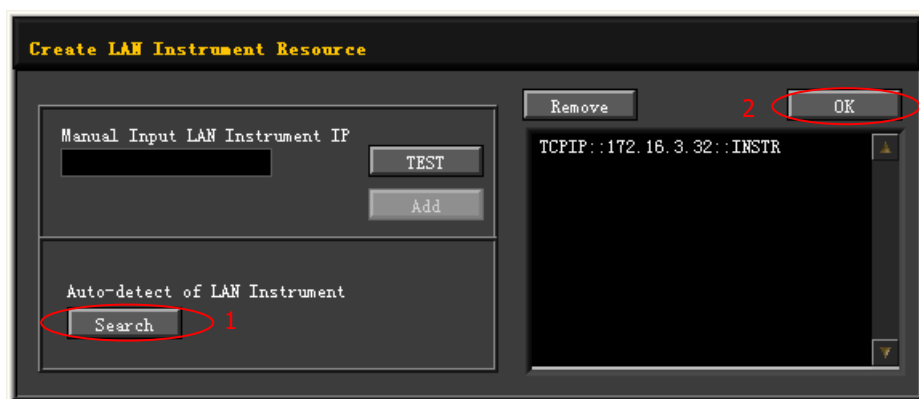 Create LAN Instrument Resource
Manual Input LAN Instrument IP
TEST
Add
Auto-detect of LAN Instrument
Search 1
Remove 2 OK
TCPIP::172.16.3.32::INSTR